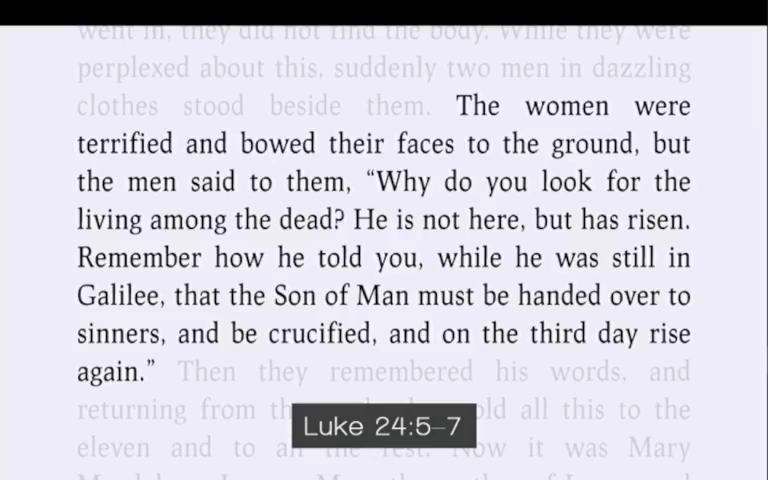 went in, they did not find the body. While they were
perplexed about this, suddenly two men in dazzling
clothes stood beside them. The women were
terrified and bowed their faces to the ground, but
the men said to them, “Why do you look for the
living among the dead? He is not here, but has risen.
Remember how he told you, while he was still in
Galilee, that the Son of Man must be handed over to
sinners, and be crucified, and on the third day rise
again.” Then they remembered his words, and
returning from old all this to the
Luke 24:5–7
eleven and to Now it was Mary